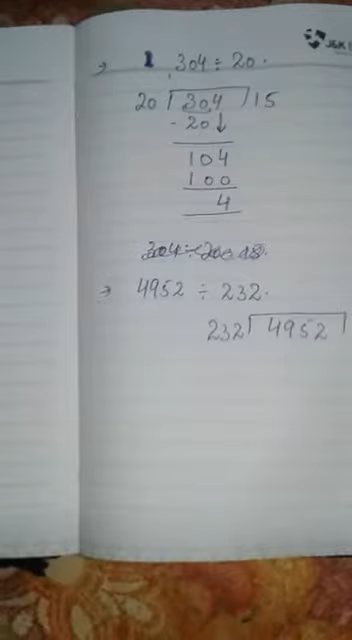 J&K
→ 1 304 ÷ 20.
20 304 15
- 20↓
104
100
4
→ 4952 ÷ 232.
232 4952